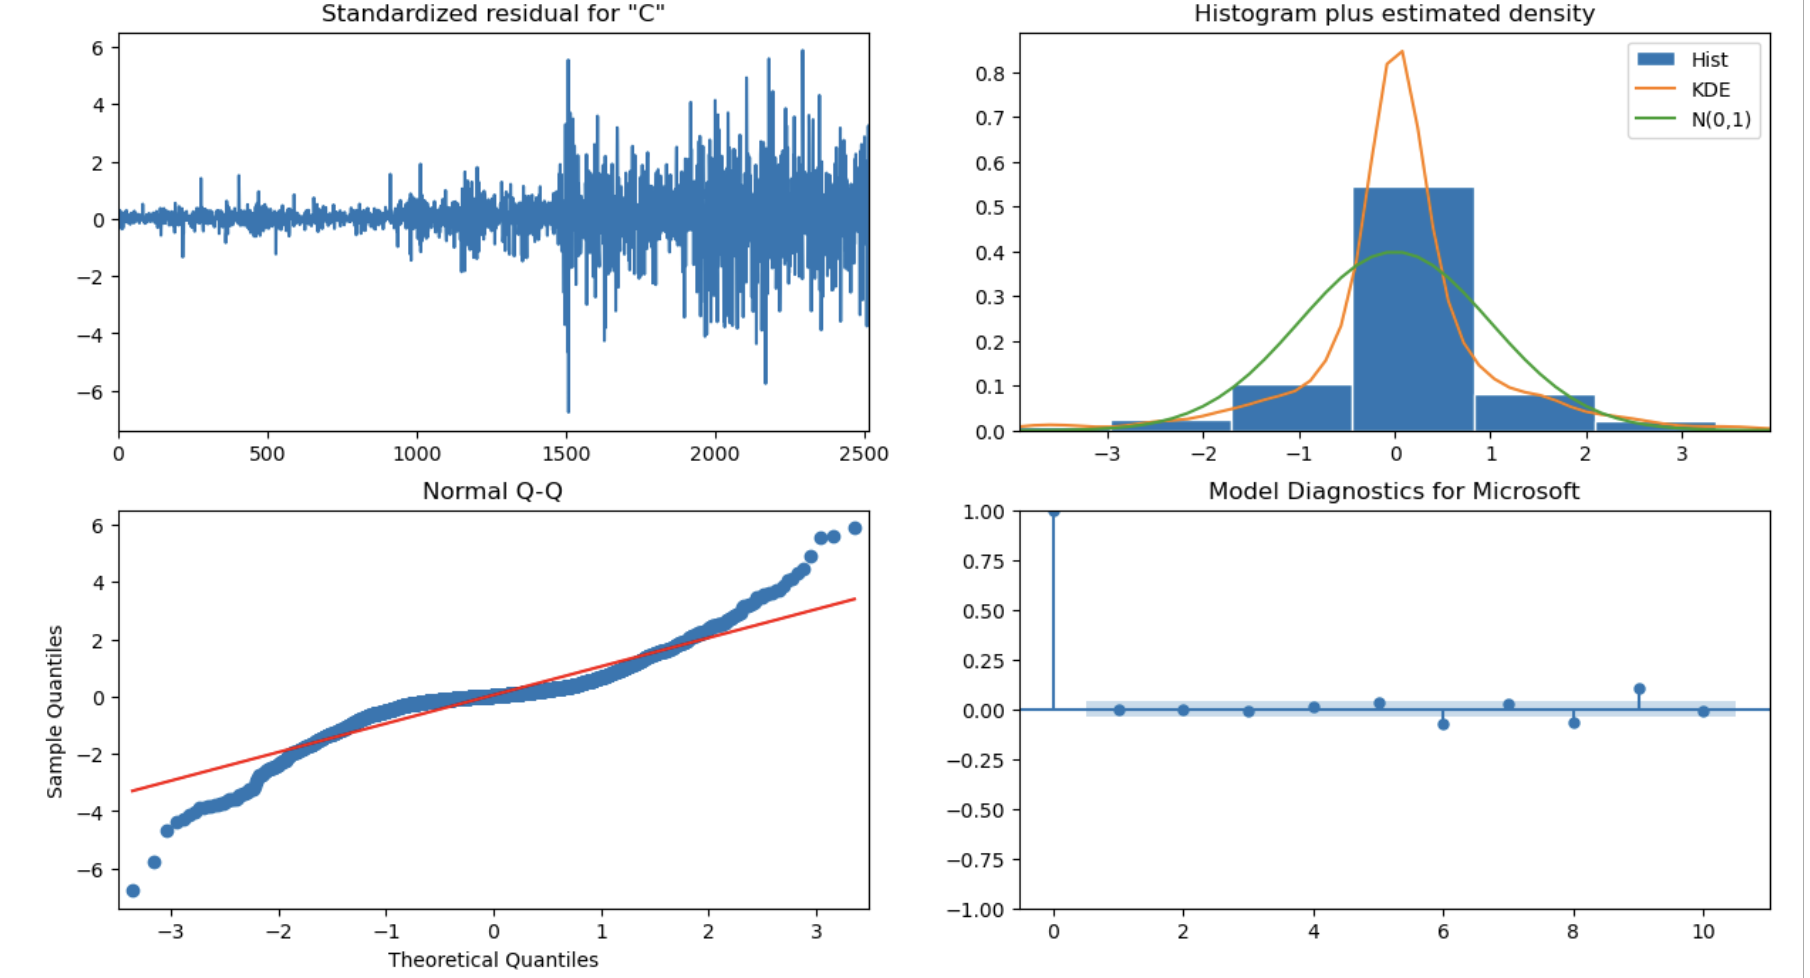 Standardized residual for "C"
6
4
2
0
−2
−4
−6
0 500 1000 1500 2000 2500
Histogram plus estimated density
0.8
0.7
0.6
0.5
0.4
0.3
0.2
0.1
0.0
−3 −2 −1 0 1 2 3
Hist
KDE
N(0,1)
Normal Q-Q
Sample Quantiles
6
4
2
0
−2
−4
−6
−3 −2 −1 0 1 2 3
Theoretical Quantiles
Model Diagnostics for Microsoft
1.00
0.75
0.50
0.25
0.00
−0.25
−0.50
−0.75
−1.00
0 2 4 6 8 10